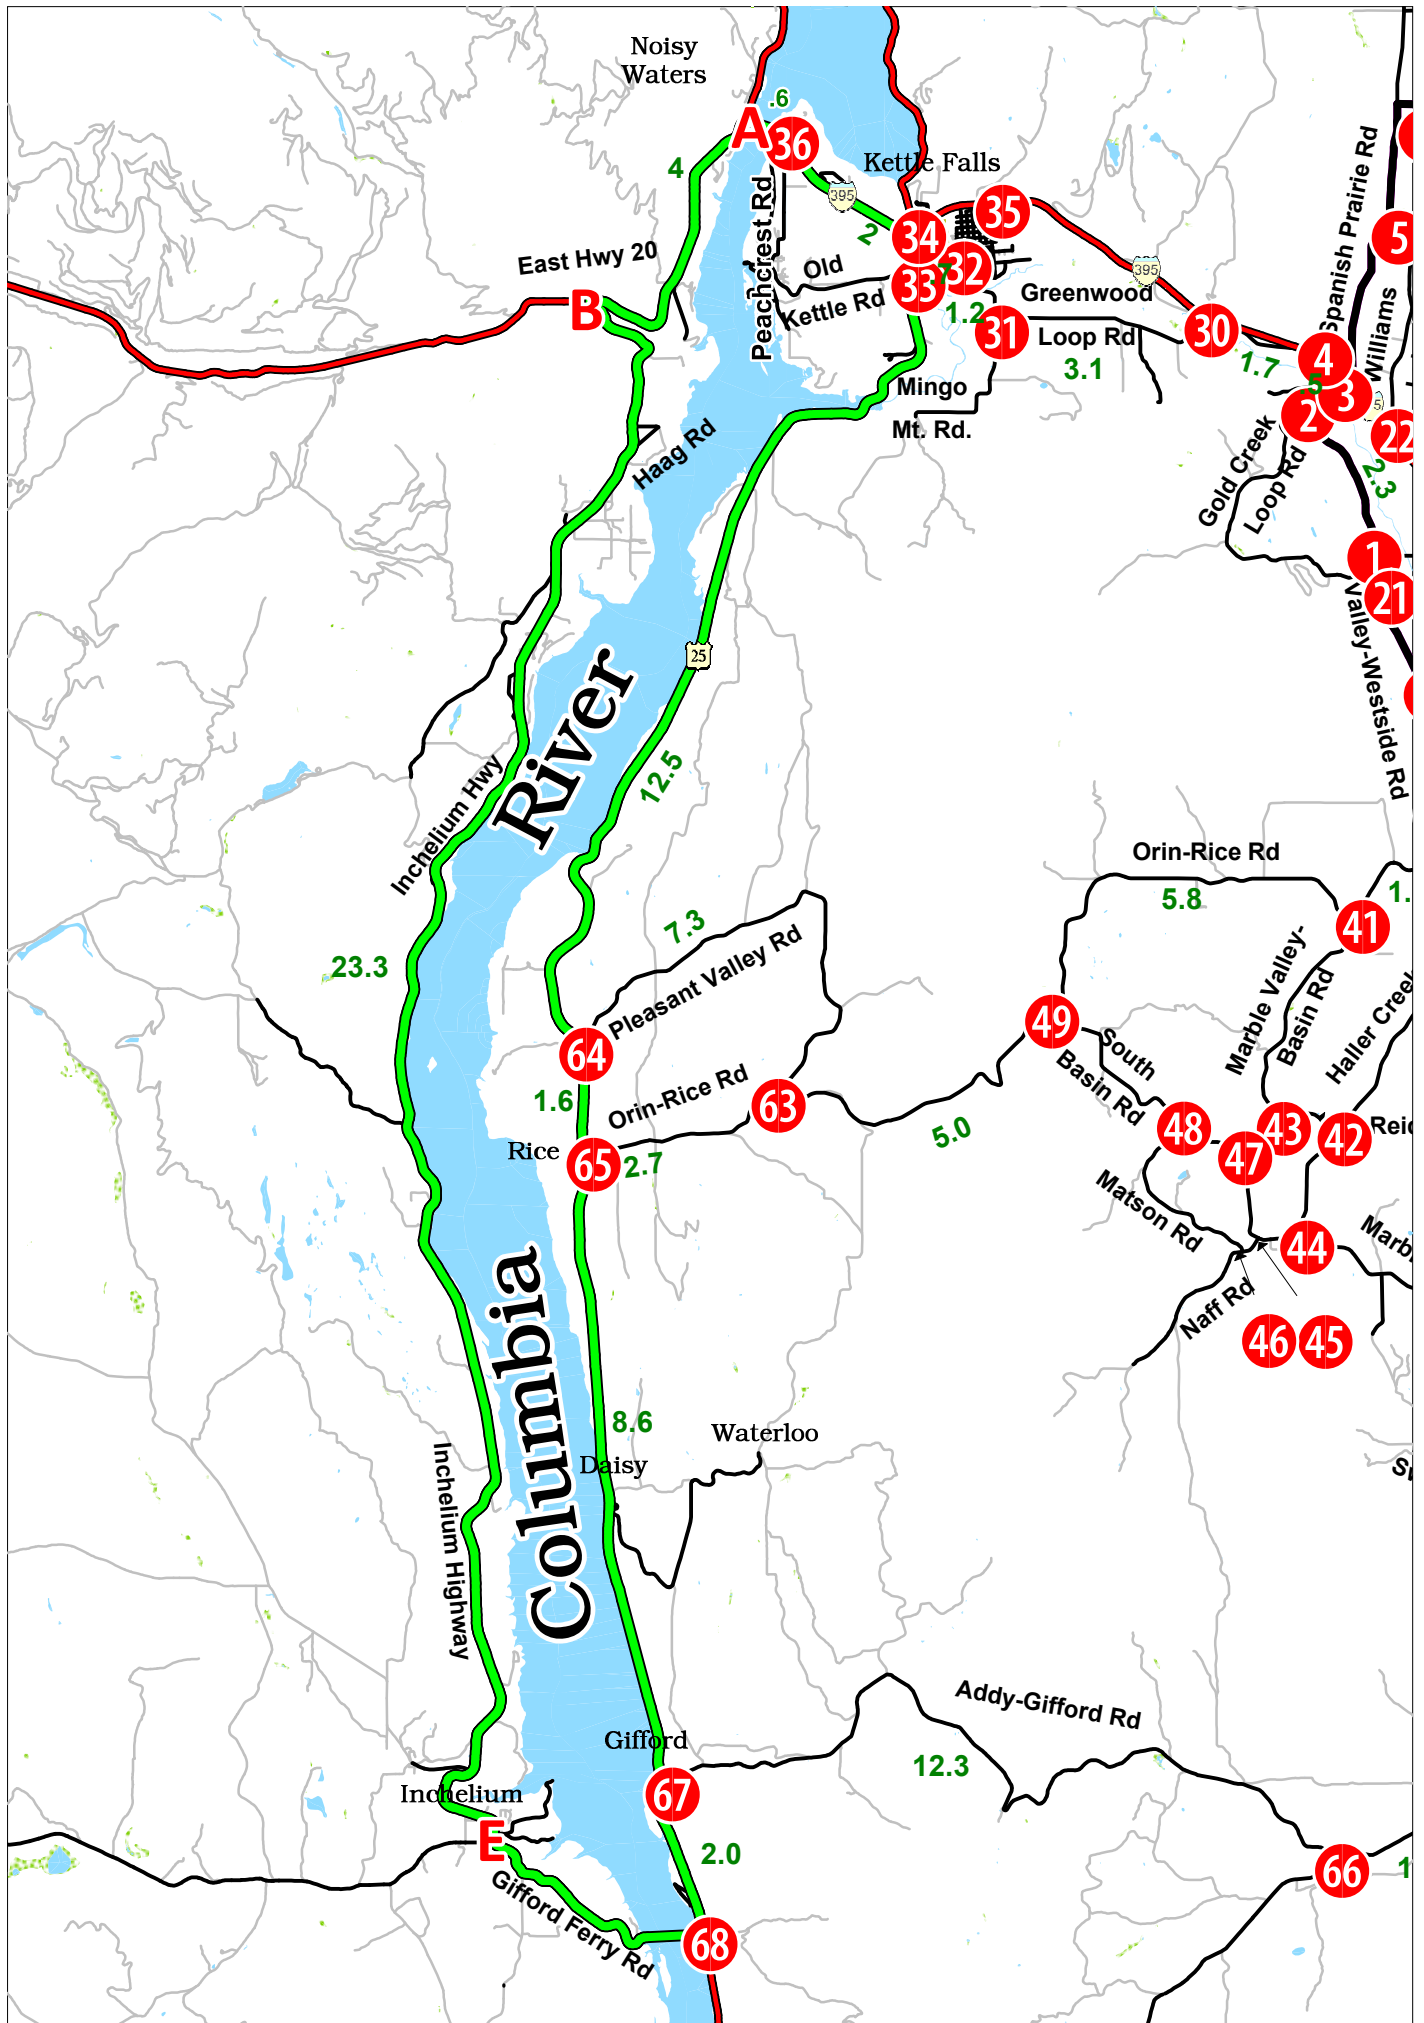 Noisy
Waters
A
.6
36
Kettle Falls
4
395
2
34
35
East Hwy 20
Peachcrest Rd
Old
Kettle Rd
33
.7
32
1.2
31
Greenwood
Loop Rd
3.1
395
30
1.7
Spanish Prairie Rd
5
Williams
4
.5
3
2
22
2.3
B
Mingo
Mt. Rd.
Haag Rd
Gold Creek
Loop Rd
1
21
Valley-Westside Rd
25
River
12.5
Inchelium Hwy
Orin-Rice Rd
5.8
1.
41
23.3
7.3
Pleasant Valley Rd
64
49
South
Basin Rd
Marble Valley-
Basin Rd
Haller Creek
1.6
Orin-Rice Rd
63
5.0
48
43
42
47
Reid
Rice
65
2.7
Matson Rd
44
Marb
Naff Rd
46
45
Columbia
8.6
Waterloo
Daisy
Inchelium Highway
Addy-Gifford Rd
12.3
Gifford
67
Inchelium
E
2.0
66
1
Gifford Ferry Rd
68